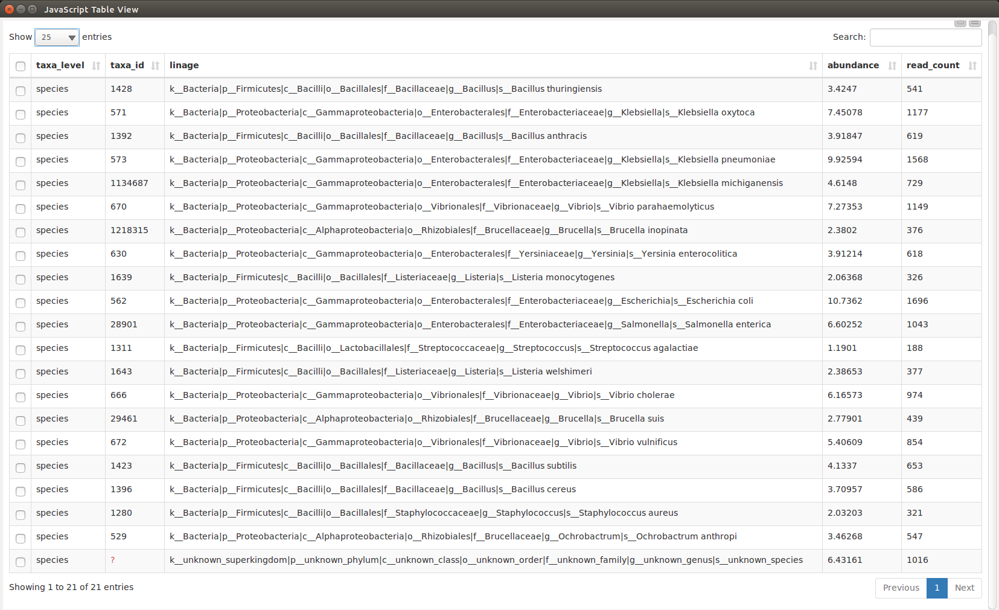 JavaScript Table View
Show 25 entries Search:
taxa_level taxa_id linage abundance read_count
species 1428 k__Bacteria|p__Firmicutes|c__Bacilli|o__Bacillales|f__Bacillaceae|g__Bacillus|s__Bacillus thuringiensis 3.4247 541
species 571 k__Bacteria|p__Proteobacteria|c__Gammaproteobacteria|o__Enterobacterales|f__Enterobacteriaceae|g__Klebsiella|s__Klebsiella oxytoca 7.45078 1177
species 1392 k__Bacteria|p__Firmicutes|c__Bacilli|o__Bacillales|f__Bacillaceae|g__Bacillus|s__Bacillus anthracis 3.91847 619
species 573 k__Bacteria|p__Proteobacteria|c__Gammaproteobacteria|o__Enterobacterales|f__Enterobacteriaceae|g__Klebsiella|s__Klebsiella pneumoniae 9.92594 1568
species 1134687 k__Bacteria|p__Proteobacteria|c__Gammaproteobacteria|o__Enterobacterales|f__Enterobacteriaceae|g__Klebsiella|s__Klebsiella michiganensis 4.6148 729
species 670 k__Bacteria|p__Proteobacteria|c__Gammaproteobacteria|o__Vibrionales|f__Vibrionaceae|g__Vibrio|s__Vibrio parahaemolyticus 7.27353 1149
species 1218315 k__Bacteria|p__Proteobacteria|c__Alphaproteobacteria|o__Rhizobiales|f__Brucellaceae|g__Brucella|s__Brucella inopinata 2.3802 376
species 630 k__Bacteria|p__Proteobacteria|c__Gammaproteobacteria|o__Enterobacterales|f__Yersiniaceae|g__Yersinia|s__Yersinia enterocolitica 3.91214 618
species 1639 k__Bacteria|p__Firmicutes|c__Bacilli|o__Bacillales|f__Listeriaceae|g__Listeria|s__Listeria monocytogenes 2.06368 326
species 562 k__Bacteria|p__Proteobacteria|c__Gammaproteobacteria|o__Enterobacterales|f__Enterobacteriaceae|g__Escherichia|s__Escherichia coli 10.7362 1696
species 28901 k__Bacteria|p__Proteobacteria|c__Gammaproteobacteria|o__Enterobacterales|f__Enterobacteriaceae|g__Salmonella|s__Salmonella enterica 6.60252 1043
species 1311 k__Bacteria|p__Firmicutes|c__Bacilli|o__Lactobacillales|f__Streptococcaceae|g__Streptococcus|s__Streptococcus agalactiae 1.1901 188
species 1643 k__Bacteria|p__Firmicutes|c__Bacilli|o__Bacillales|f__Listeriaceae|g__Listeria|s__Listeria welshimeri 2.38653 377
species 666 k__Bacteria|p__Proteobacteria|c__Gammaproteobacteria|o__Vibrionales|f__Vibrionaceae|g__Vibrio|s__Vibrio cholerae 6.16573 974
species 29461 k__Bacteria|p__Proteobacteria|c__Alphaproteobacteria|o__Rhizobiales|f__Brucellaceae|g__Brucella|s__Brucella suis 2.77901 439
species 672 k__Bacteria|p__Proteobacteria|c__Gammaproteobacteria|o__Vibrionales|f__Vibrionaceae|g__Vibrio|s__Vibrio vulnificus 5.40609 854
species 1423 k__Bacteria|p__Firmicutes|c__Bacilli|o__Bacillales|f__Bacillaceae|g__Bacillus|s__Bacillus subtilis 4.1337 653
species 1396 k__Bacteria|p__Firmicutes|c__Bacilli|o__Bacillales|f__Bacillaceae|g__Bacillus|s__Bacillus cereus 3.70957 586
species 1280 k__Bacteria|p__Firmicutes|c__Bacilli|o__Bacillales|f__Staphylococcaceae|g__Staphylococcus|s__Staphylococcus aureus 2.03203 321
species 529 k__Bacteria|p__Proteobacteria|c__Alphaproteobacteria|o__Rhizobiales|f__Brucellaceae|g__Ochrobactrum|s__Ochrobactrum anthropi 3.46268 547
species ? k__unknown_superkingdom|p__unknown_phylum|c__unknown_class|o__unknown_order|f__unknown_family|g__unknown_genus|s__unknown_species 6.43161 1016
Showing 1 to 21 of 21 entries Previous 1 Next